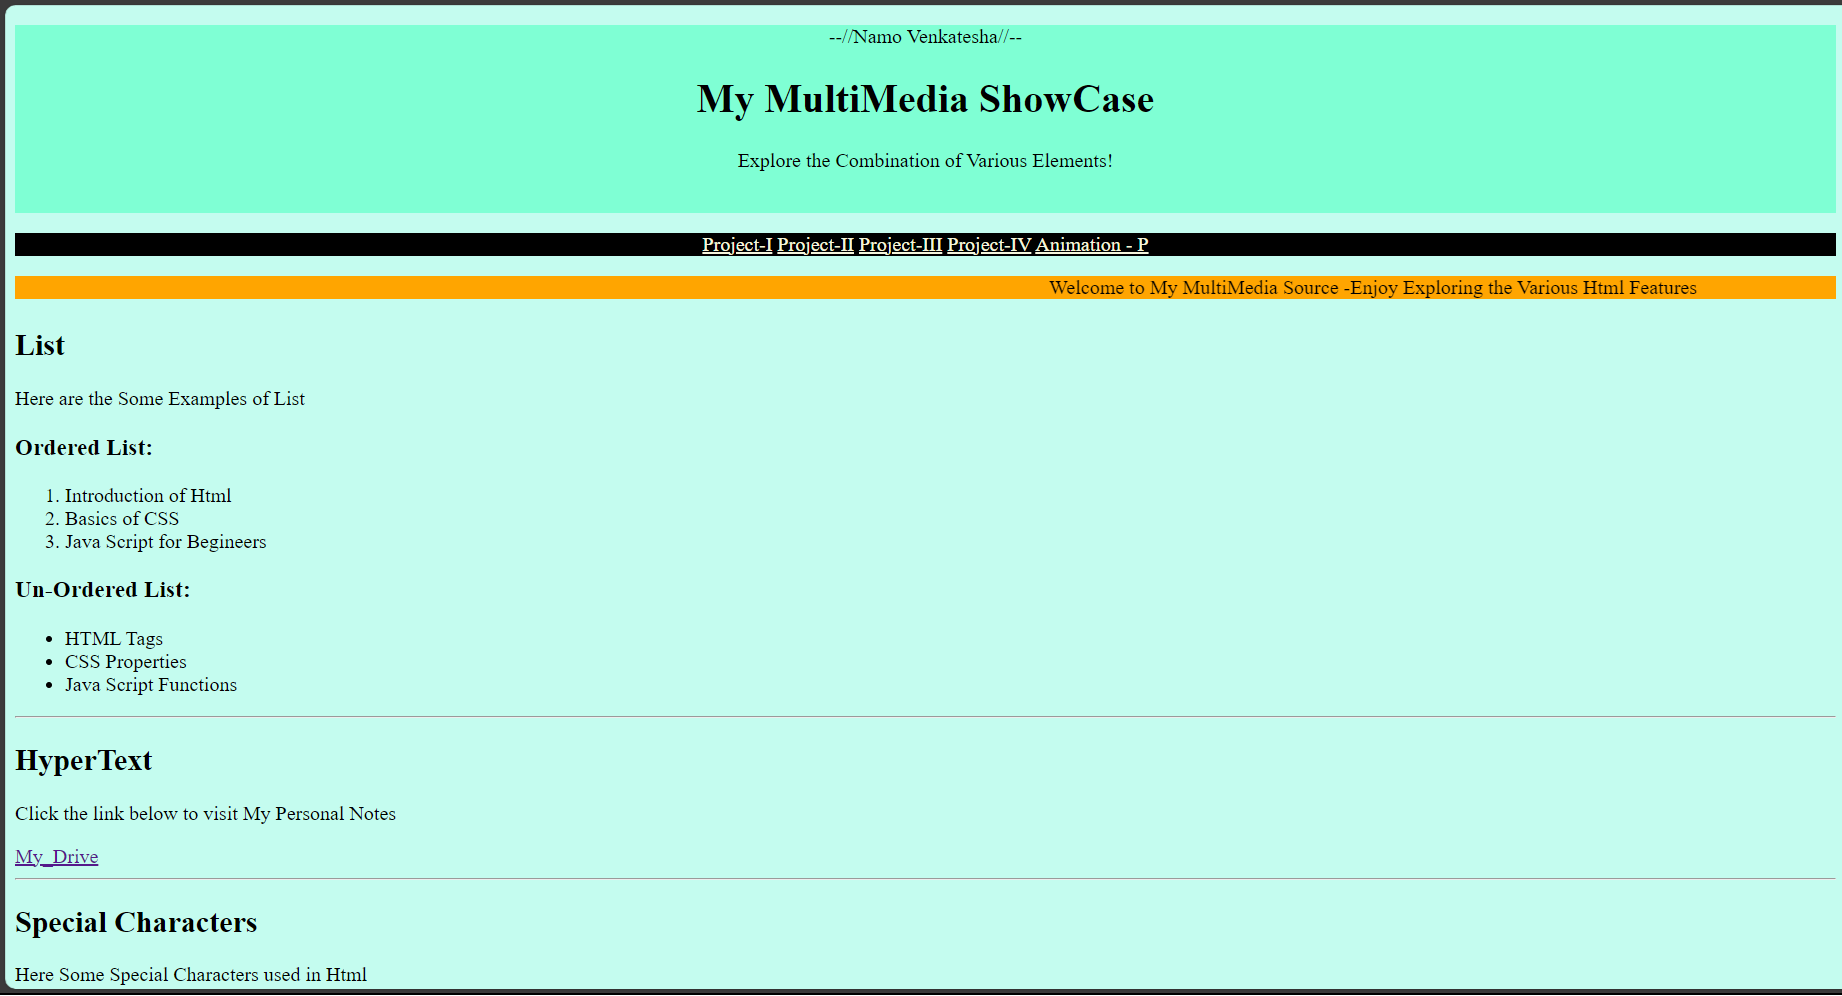 --//Namo Venkatesha//--
My MultiMedia ShowCase
Explore the Combination of Various Elements!
Project-I Project-II Project-III Project-IV Animation - P
Welcome to My MultiMedia Source -Enjoy Exploring the Various Html Features
List
Here are the Some Examples of List
Ordered List:
1. Introduction of Html
2. Basics of CSS
3. Java Script for Begineers
Un-Ordered List:
• HTML Tags
• CSS Properties
• Java Script Functions
HyperText
Click the link below to visit My Personal Notes
My_Drive
Special Characters
Here Some Special Characters used in Html